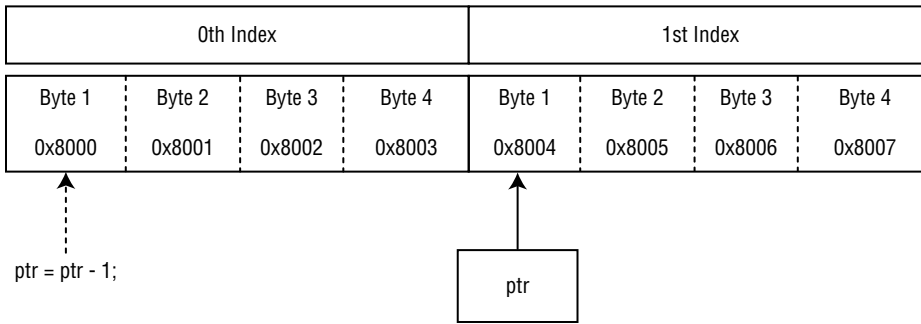 0th Index 1st Index
Byte 1 Byte 2 Byte 3 Byte 4 Byte 1 Byte 2 Byte 3 Byte 4
0x8000 0x8001 0x8002 0x8003 0x8004 0x8005 0x8006 0x8007
ptr = ptr - 1;
ptr